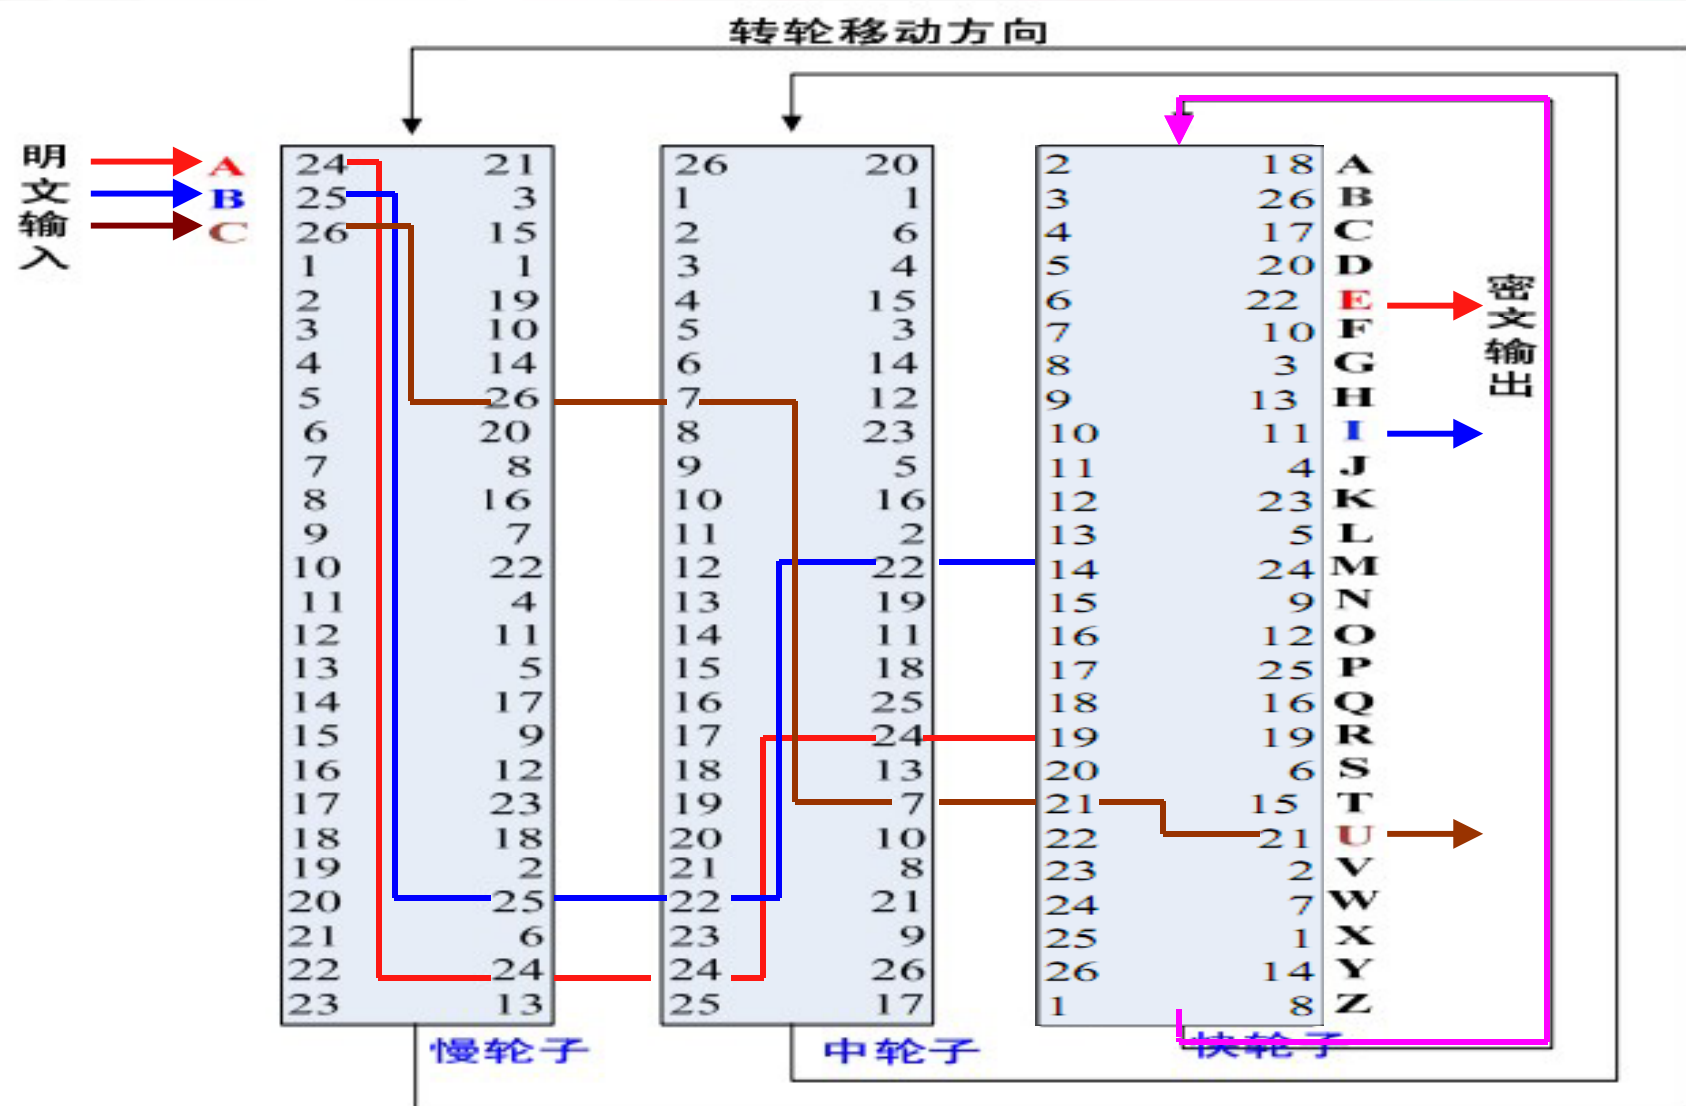 转轮移动方向
明文输入
密文输出
A 24 21 26 20 2 18 A
B 25 3 1 1 3 26 B
C 26 15 2 6 4 17 C
1 1 3 4 5 20 D
2 19 4 15 6 22 E
3 10 5 3 7 10 F
4 14 6 14 8 3 G
5 26 7 12 9 13 H
6 20 8 23 10 11 I
7 8 9 5 11 4 J
8 16 10 16 12 23 K
9 7 11 2 13 5 L
10 22 12 22 14 24 M
11 4 13 19 15 9 N
12 11 14 11 16 12 O
13 5 15 18 17 25 P
14 17 16 25 18 16 Q
15 9 17 24 19 19 R
16 12 18 13 20 6 S
17 23 19 7 21 15 T
18 18 20 10 22 21 U
19 2 21 8 23 2 V
20 25 22 21 24 7 W
21 6 23 9 25 1 X
22 24 24 26 26 14 Y
23 13 25 17 1 8 Z
慢轮子 中轮子 快轮子